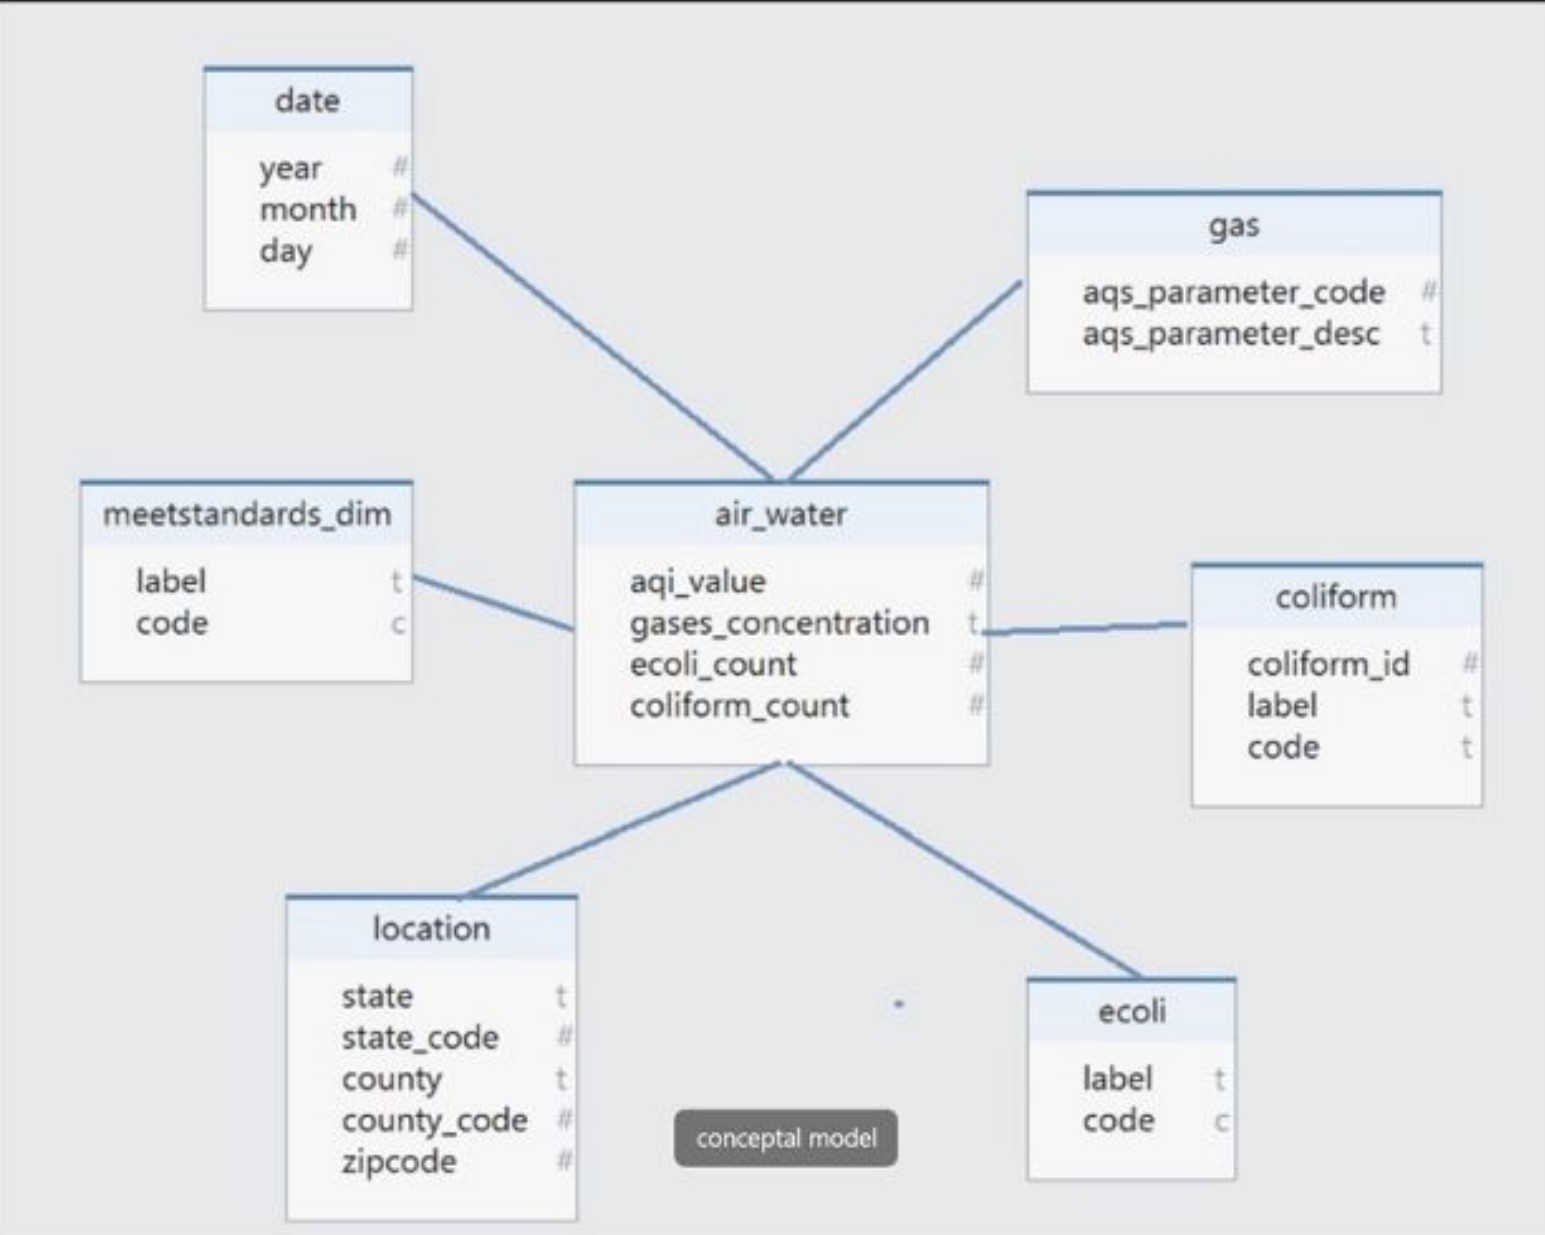 date
year #
month #
day #
gas
aqs_parameter_code #
aqs_parameter_desc t
meetstandards_dim
label t
code c
air_water
aqi_value #
gases_concentration t
ecoli_count #
coliform_count #
coliform
coliform_id #
label t
code t
location
state t
state_code #
county t
county_code #
zipcode #
ecoli
label t
code c
conceptal model